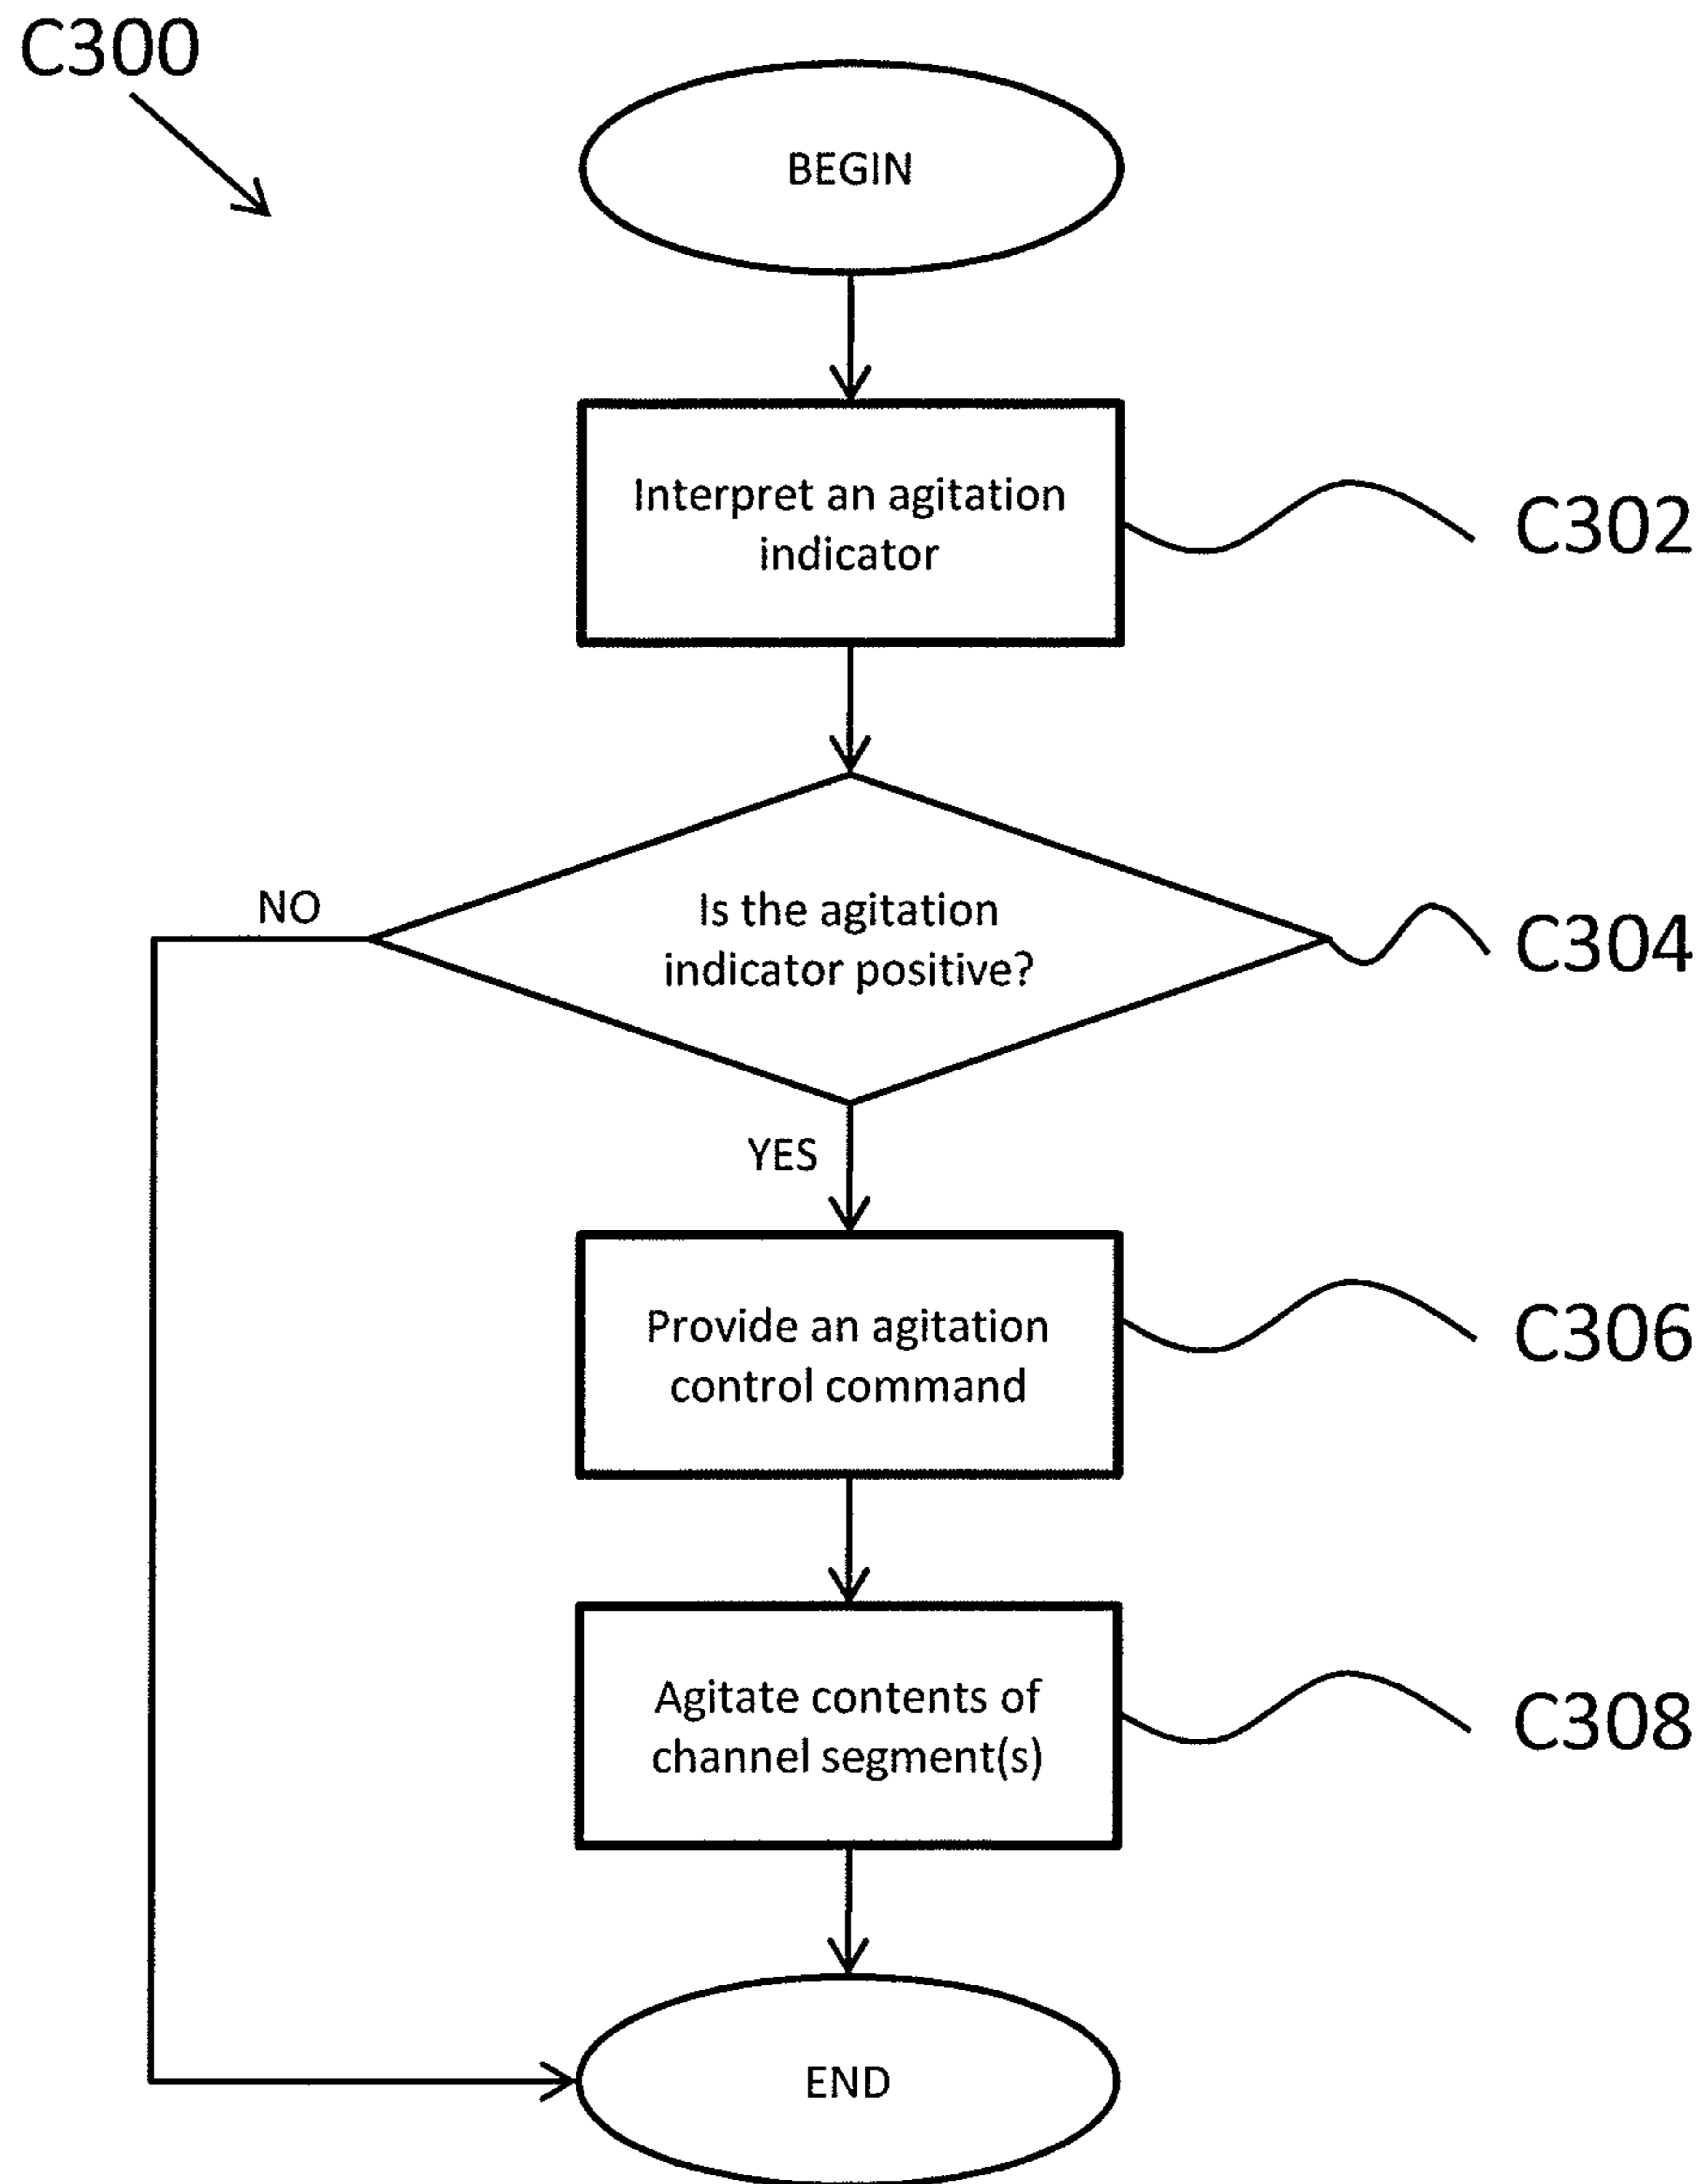 C300
BEGIN
Interpret an agitation
indicator
C302
NO
Is the agitation
indicator positive?
C304
YES
Provide an agitation
control command
C306
Agitate contents of
channel segment(s)
C308
END